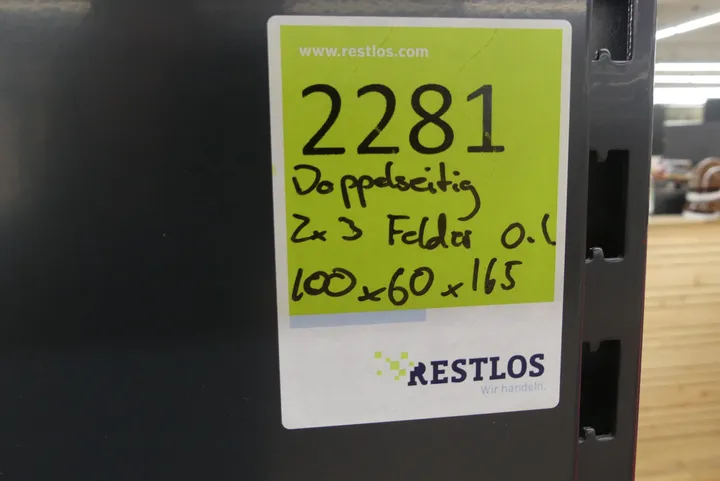 www.restlos.com
2281
Doppelseitig
2x3 Felder o.l
100x60x165
RESTLOS
Wir handeln.